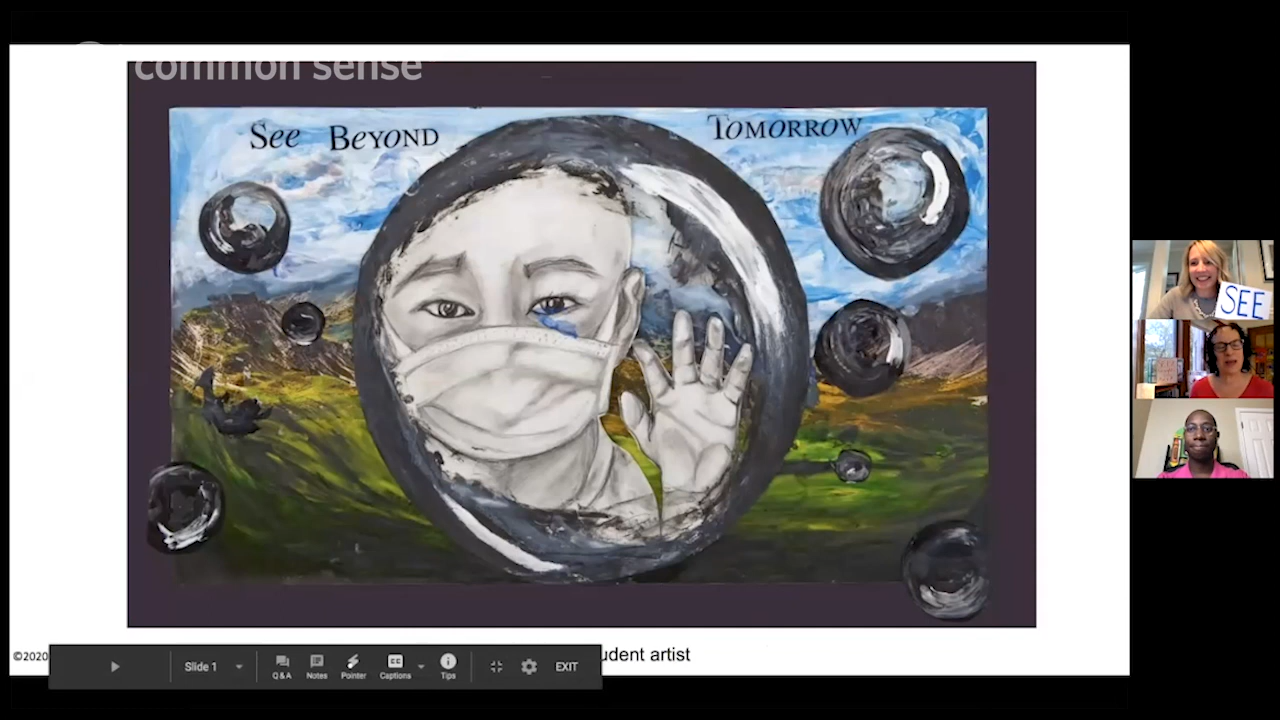 common sense
See Beyond Tomorrow
SEE
©2020
udent artist
Slide 1
Q&A
Notes
Pointer
Captions
Tips
EXIT